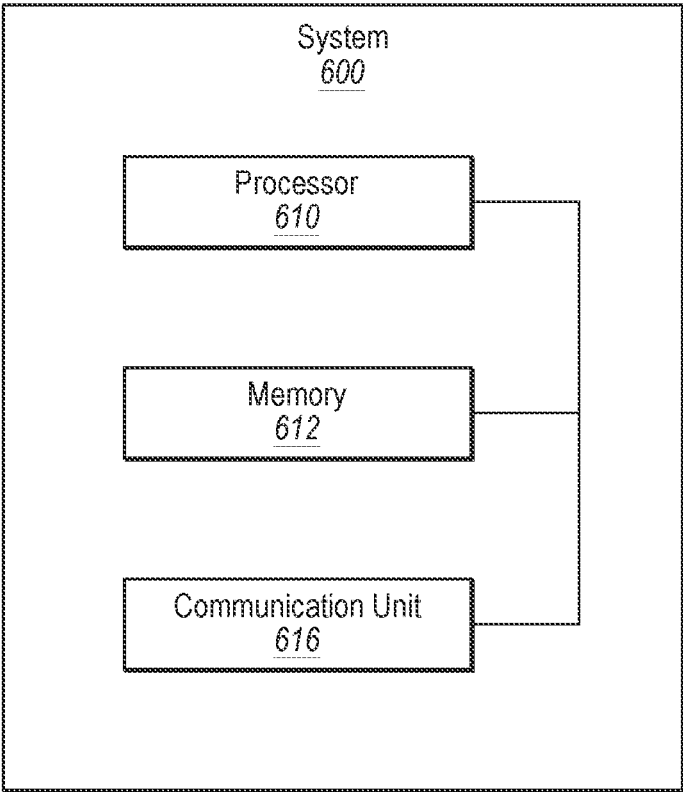 System
600
Processor
610
Memory
612
Communication Unit
616